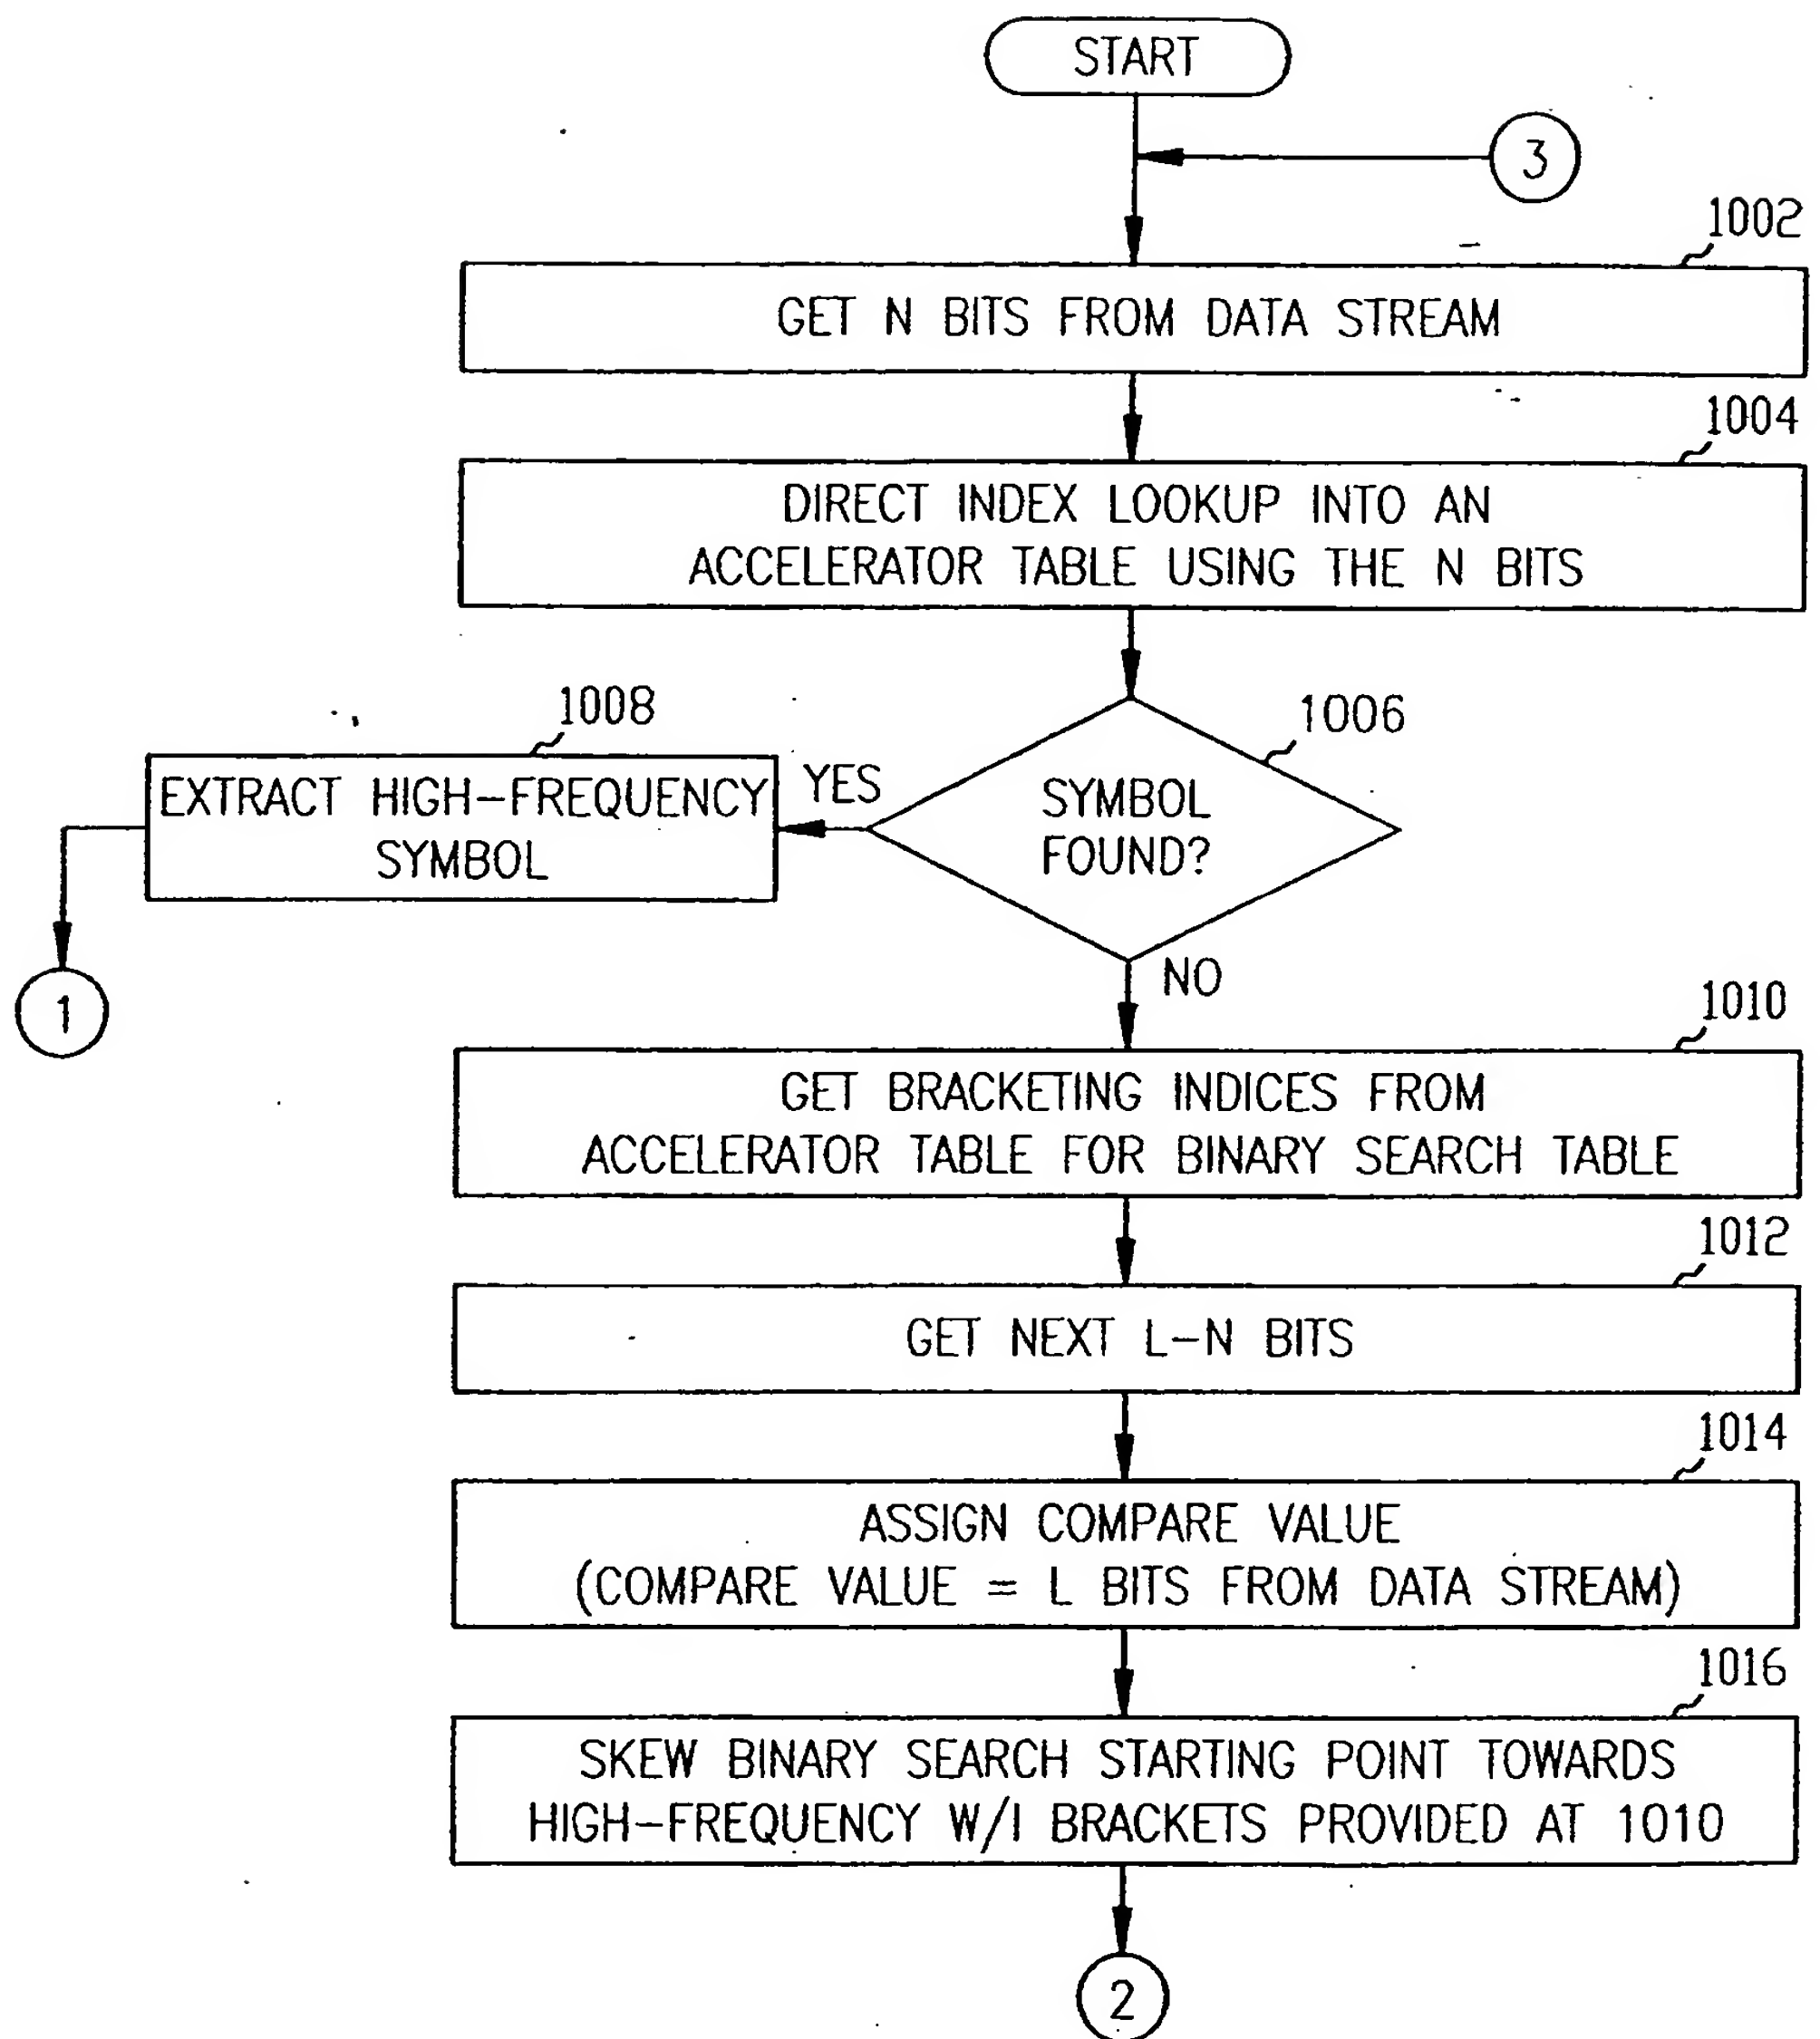 START
3
1002
GET N BITS FROM DATA STREAM
1004
DIRECT INDEX LOOKUP INTO AN
ACCELERATOR TABLE USING THE N BITS
1006
SYMBOL
FOUND?
YES
1008
EXTRACT HIGH-FREQUENCY
SYMBOL
1
NO
1010
GET BRACKETING INDICES FROM
ACCELERATOR TABLE FOR BINARY SEARCH TABLE
1012
GET NEXT L-N BITS
1014
ASSIGN COMPARE VALUE
(COMPARE VALUE = L BITS FROM DATA STREAM)
1016
SKEW BINARY SEARCH STARTING POINT TOWARDS
HIGH-FREQUENCY W/I BRACKETS PROVIDED AT 1010
2